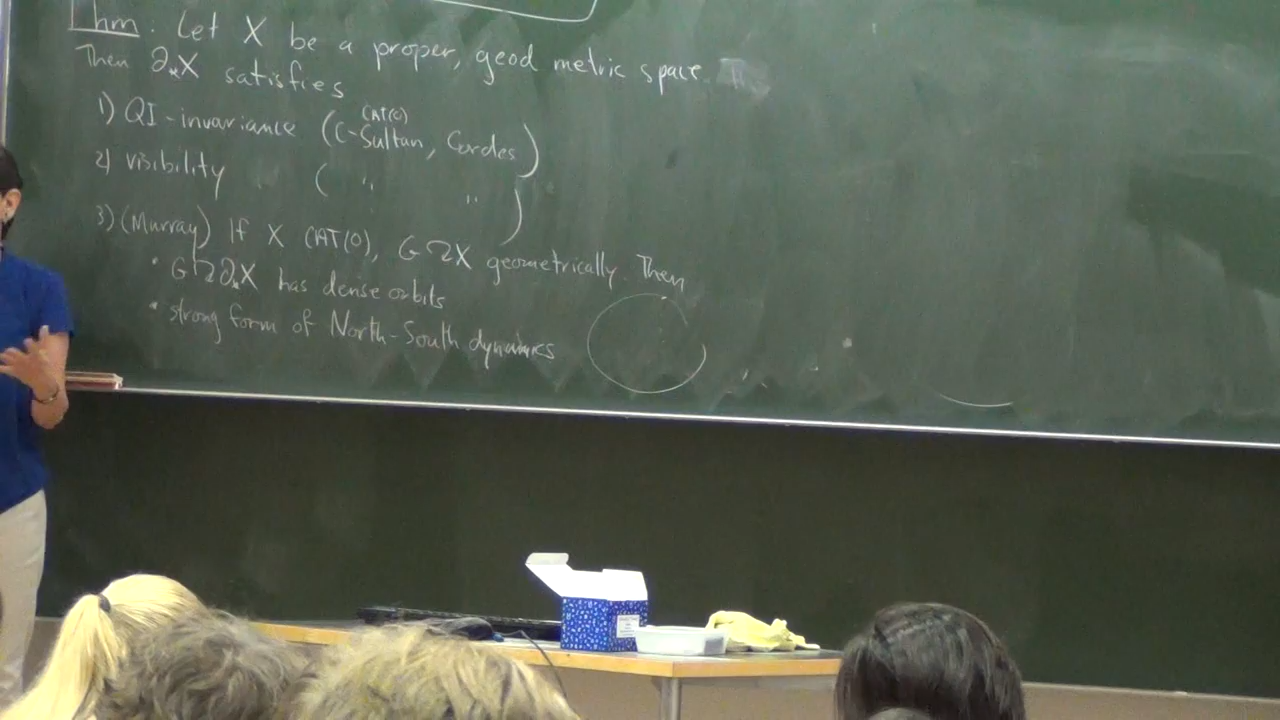 Thm: Let X be a proper, geod metric space.
Then ∂*X satisfies
1) QI-invariance (C-Sultan, Cordes)
CAT(0)
2) visibility ( " " )
3) (Murray) If X CAT(0), G↷X geometrically. Then
• G↷∂*X has dense orbits
• strong form of North-South dynamics